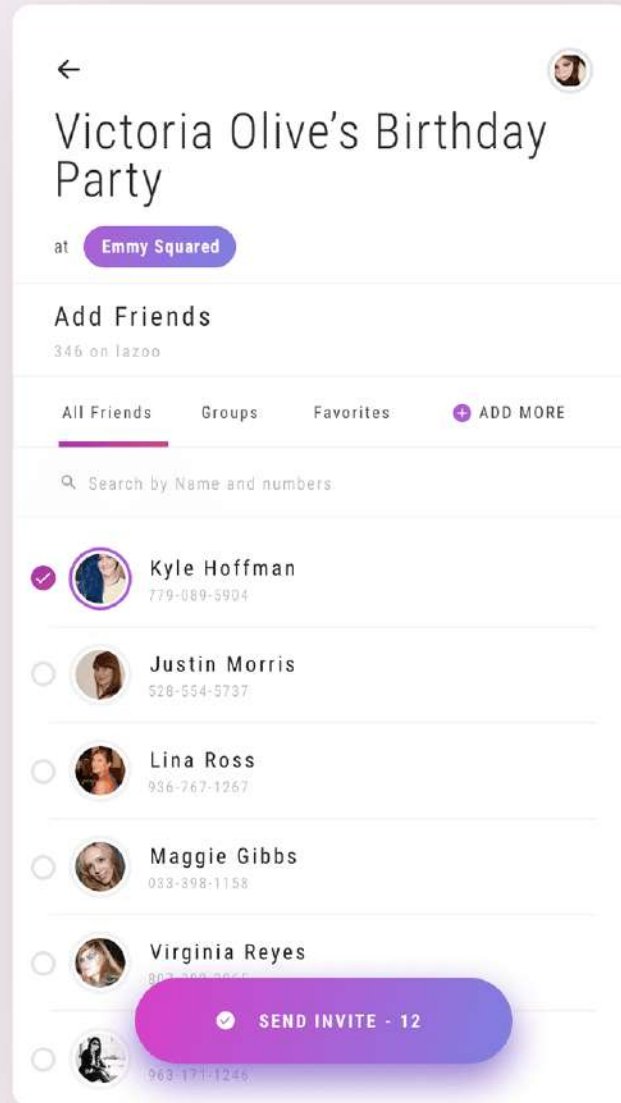 Victoria Olive's Birthday
Party
at Emmy Squared
Add Friends
346 on lazoo
All Friends Groups Favorites ADD MORE
Search by Name and numbers
Kyle Hoffman
779-089-5904
Justin Morris
528-554-5737
Lina Ross
936-767-1267
Maggie Gibbs
033-398-1158
Virginia Reyes
SEND INVITE - 12
963-171-1246